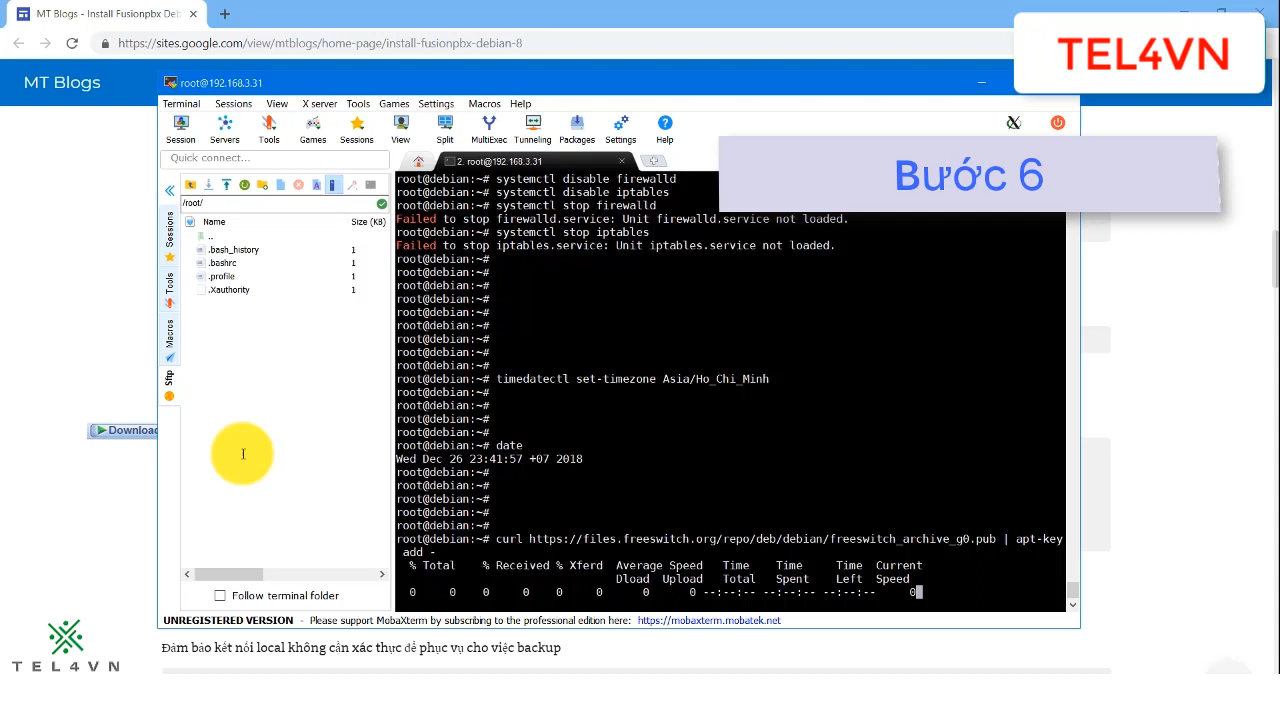 MT Blogs - Install Fusionpbx Deb
https://sites.google.com/view/mtblogs/home-page/install-fusionpbx-debian-8
TEL4VN
MT Blogs
root@192.168.3.31
Terminal Sessions View X server Tools Games Settings Macros Help
Session Servers Tools Games Sessions View Split MultiExec Tunneling Packages Settings Help
Quick connect...
2. root@192.168.3.31
Bước 6
/root/
Name Size (KB)
..
.bash_history 1
.bashrc 1
.profile 1
.Xauthority 1
Sessions
Tools
Macros
Sftp
Follow terminal folder
root@debian:~# systemctl disable firewalld
root@debian:~# systemctl disable iptables
root@debian:~# systemctl stop firewalld
Failed to stop firewalld.service: Unit firewalld.service not loaded.
root@debian:~# systemctl stop iptables
Failed to stop iptables.service: Unit iptables.service not loaded.
root@debian:~#
root@debian:~#
root@debian:~#
root@debian:~#
root@debian:~#
root@debian:~#
root@debian:~#
root@debian:~#
root@debian:~#
root@debian:~# timedatectl set-timezone Asia/Ho_Chi_Minh
root@debian:~#
root@debian:~#
root@debian:~#
root@debian:~#
root@debian:~# date
Wed Dec 26 23:41:57 +07 2018
root@debian:~#
root@debian:~#
root@debian:~#
root@debian:~#
root@debian:~#
root@debian:~# curl https://files.freeswitch.org/repo/deb/debian/freeswitch_archive_g0.pub | apt-key
add -
% Total % Received % Xferd Average Speed Time Time Time Current
Dload Upload Total Spent Left Speed
0 0 0 0 0 0 0 0 --:--:-- --:--:-- --:--:-- 0
Download
UNREGISTERED VERSION - Please support MobaXterm by subscribing to the professional edition here: https://mobaxterm.mobatek.net
Đảm bảo kết nối local không cần xác thực để phục vụ cho việc backup
TEL4VN